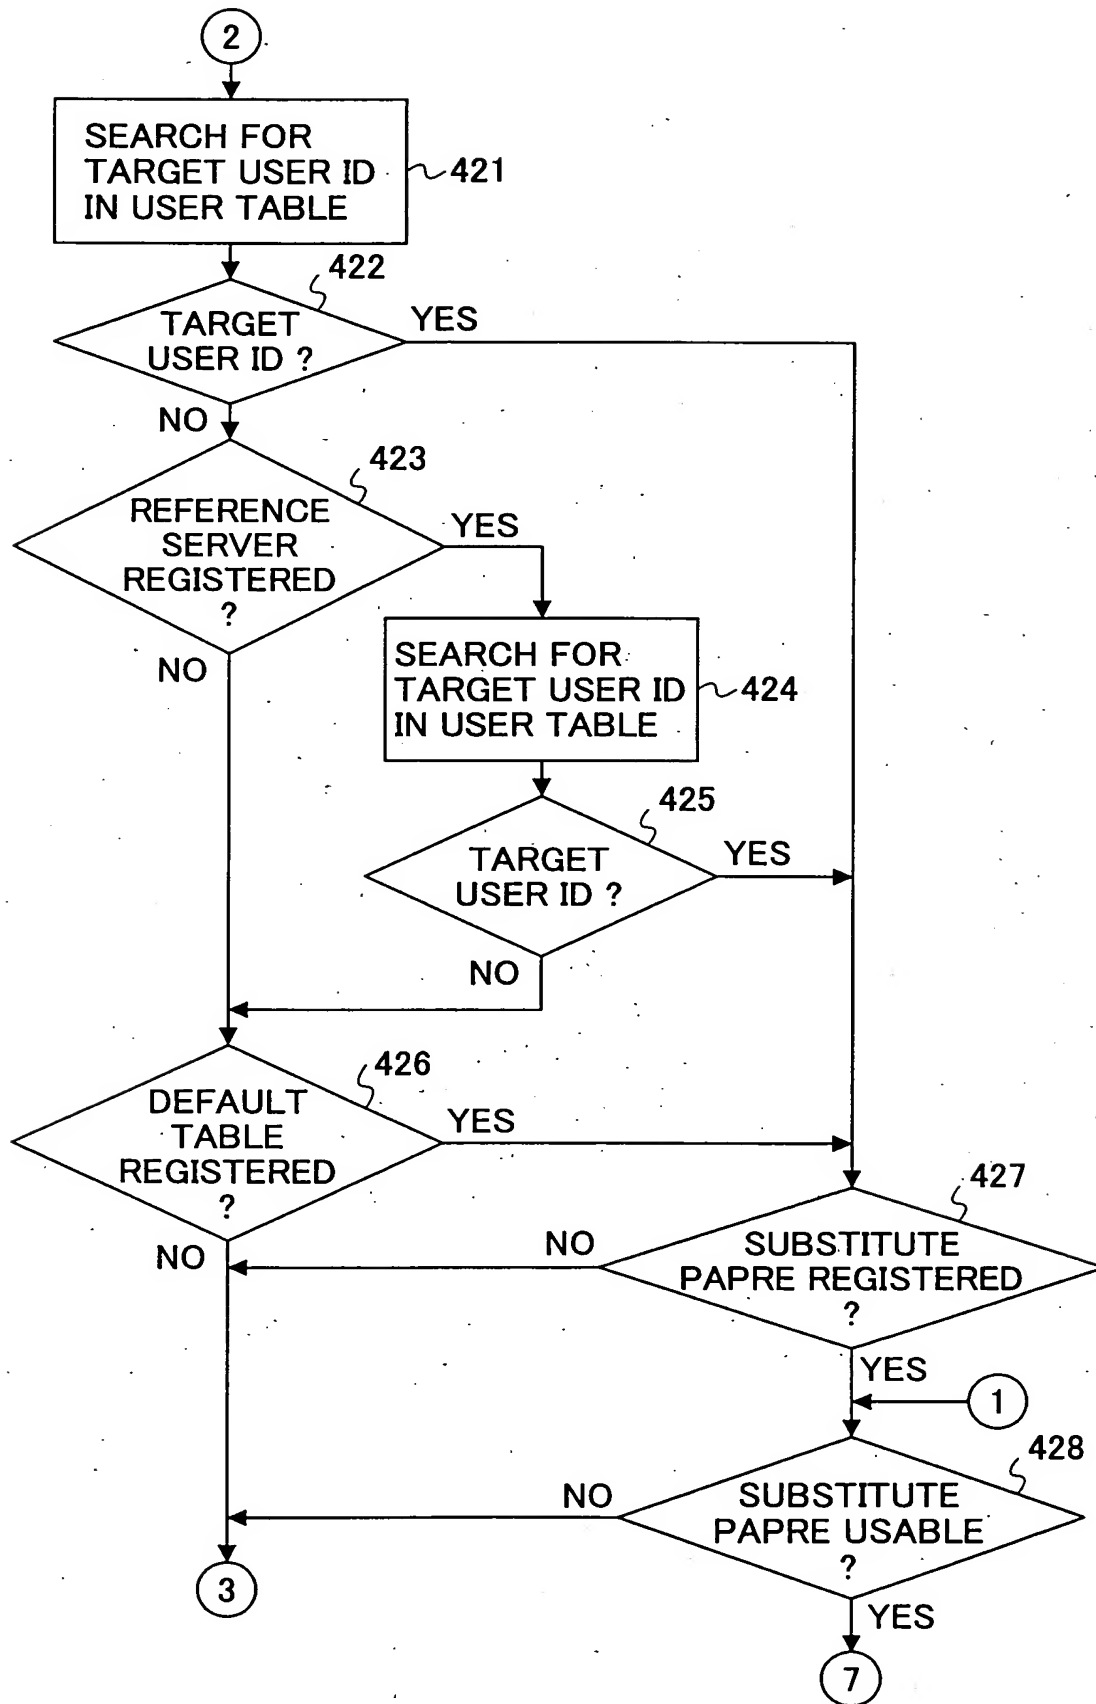 2
SEARCH FOR
TARGET USER ID
IN USER TABLE
421
422
TARGET
USER ID ?
YES
NO
423
REFERENCE
SERVER
REGISTERED
?
YES
NO
SEARCH FOR
TARGET USER ID
IN USER TABLE
424
425
TARGET
USER ID ?
YES
NO
426
DEFAULT
TABLE
REGISTERED
?
YES
NO
427
SUBSTITUTE
PAPRE REGISTERED
?
NO
YES
1
428
SUBSTITUTE
PAPRE USABLE
?
NO
YES
3
7